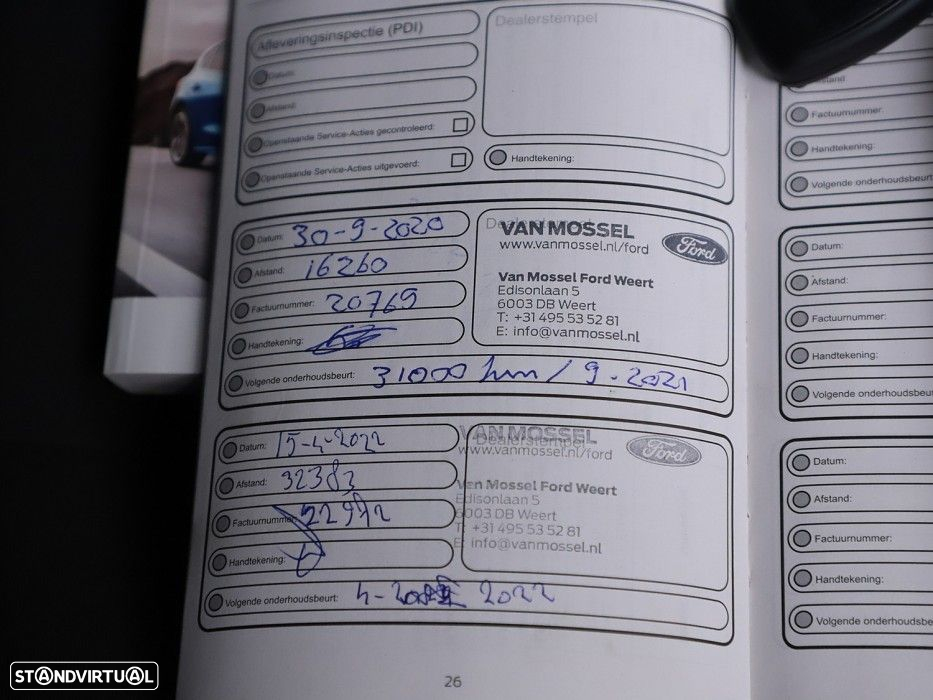 Afleveringsinspectie (PDI)
Dealerstempel
Datum:
Afstand:
Openstaande Service-Acties gecontroleerd:
Openstaande Service-Acties uitgevoerd:
Handtekening:
Datum: 30-9-2020
Afstand: 16260
Factuurnummer: 20769
Handtekening:
Volgende onderhoudsbeurt: 31000 km / 9-2021
Dealerstempel
VAN MOSSEL
www.vanmossel.nl/ford
Ford
Van Mossel Ford Weert
Edisonlaan 5
6003 DB Weert
T: +31 495 53 52 81
E: info@vanmossel.nl
Datum: 15-4-2022
Afstand: 32383
Factuurnummer: 22972
Handtekening:
Volgende onderhoudsbeurt: 4- 2022
Dealerstempel
VAN MOSSEL
www.vanmossel.nl/ford
Ford
Van Mossel Ford Weert
Edisonlaan 5
6003 DB Weert
T: +31 495 53 52 81
E: info@vanmossel.nl
26
Afstand:
Factuurnummer:
Handtekening:
Volgende onderhoudsbeurt
Datum:
Afstand:
Factuurnummer:
Handtekening:
Volgende onderhoudsbeu
Datum:
Afstand:
Factuurnummer:
Handtekening:
Volgende onderhoudsbeu
STANDVIRTUAL